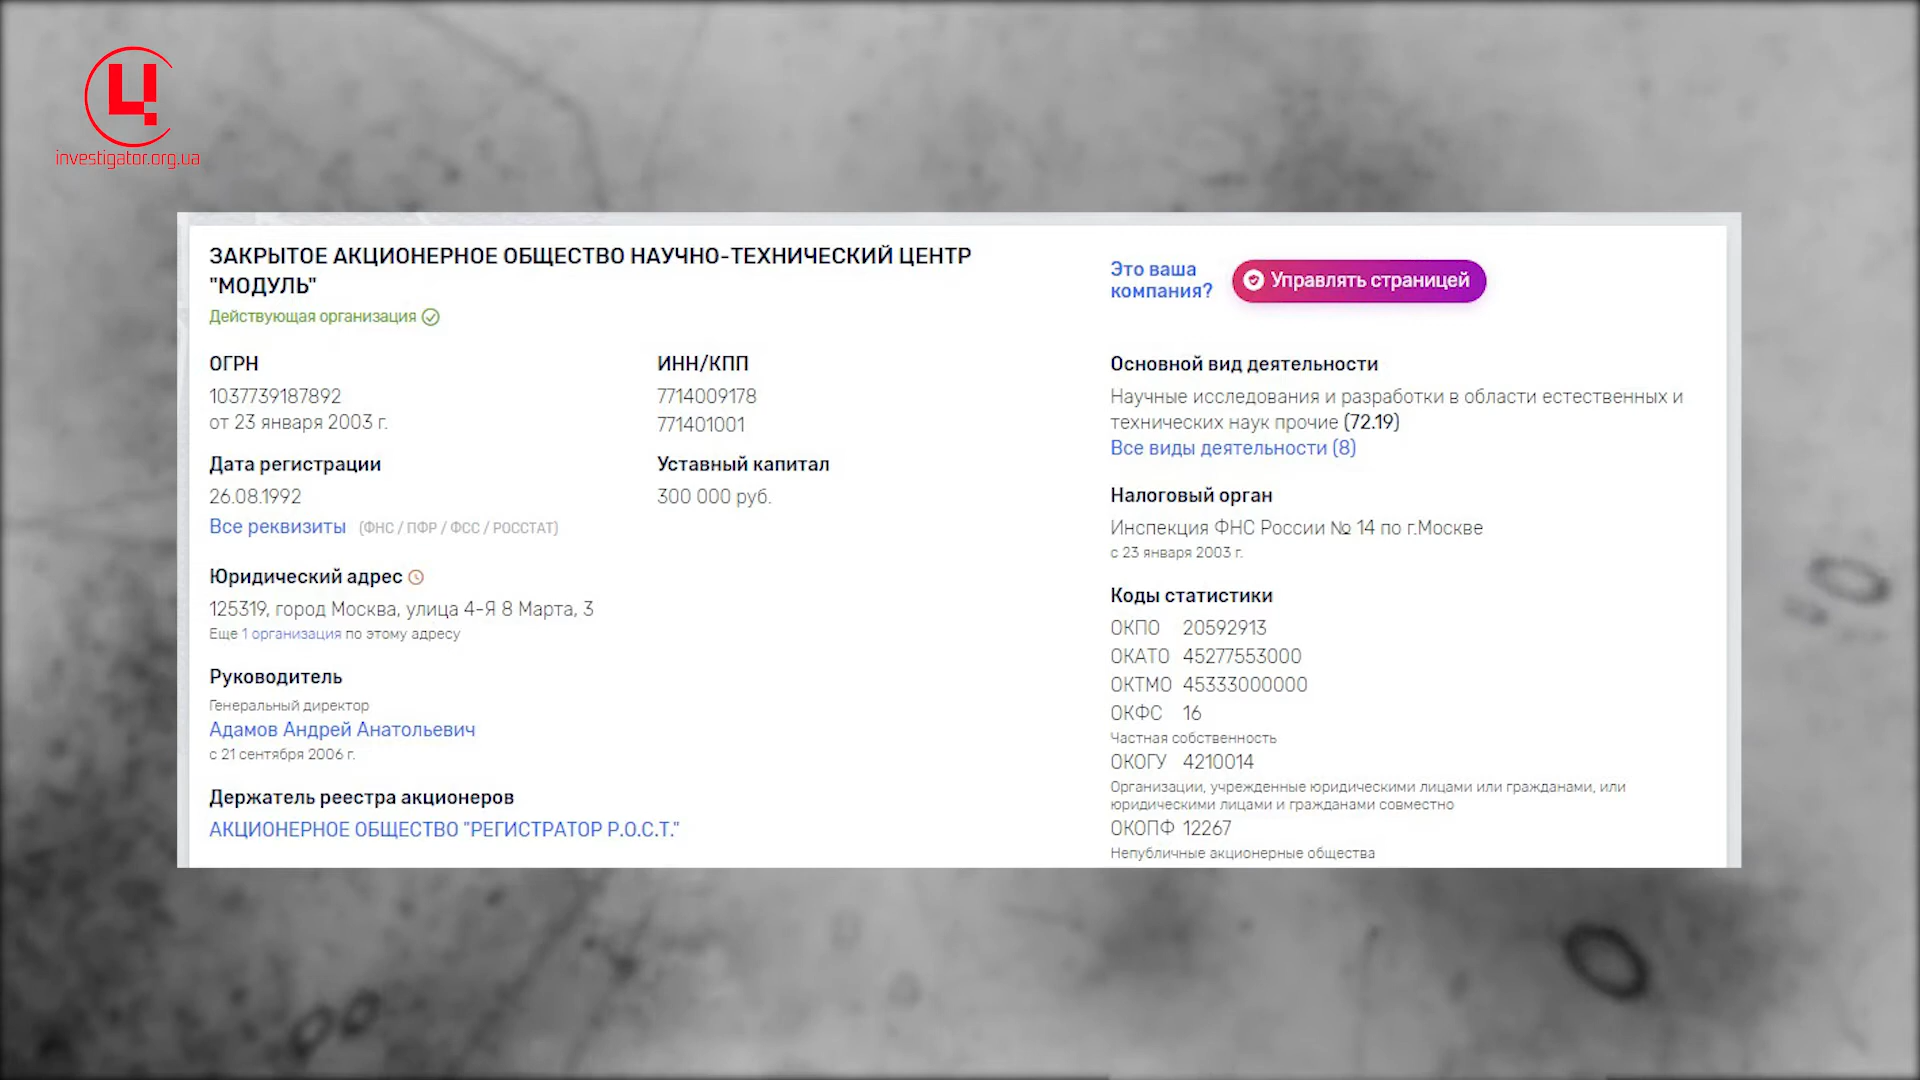 Ц
investigator.org.ua
ЗАКРЫТОЕ АКЦИОНЕРНОЕ ОБЩЕСТВО НАУЧНО-ТЕХНИЧЕСКИЙ ЦЕНТР
"МОДУЛЬ"
Действующая организация
ОГРН
1037739187892
от 23 января 2003 г.
Дата регистрации
26.08.1992
Все реквизиты (ФНС / ПФР / ФСС / РОССТАТ)
Юридический адрес
125319, город Москва, улица 4-Я 8 Марта, 3
Еще 1 организация по этому адресу
Руководитель
Генеральный директор
Адамов Андрей Анатольевич
с 21 сентября 2006 г.
Держатель реестра акционеров
АКЦИОНЕРНОЕ ОБЩЕСТВО "РЕГИСТРАТОР Р.О.С.Т."
ИНН/КПП
7714009178
771401001
Уставный капитал
300 000 руб.
Это ваша
компания?
Управлять страницей
Основной вид деятельности
Научные исследования и разработки в области естественных и
технических наук прочие (72.19)
Все виды деятельности (8)
Налоговый орган
Инспекция ФНС России № 14 по г.Москве
с 23 января 2003 г.
Коды статистики
ОКПО 20592913
ОКАТО 45277553000
ОКТМО 45333000000
ОКФС 16
Частная собственность
ОКОГУ 4210014
Организации, учрежденные юридическими лицами или гражданами, или
юридическими лицами и гражданами совместно
ОКОПФ 12267
Непубличные акционерные общества